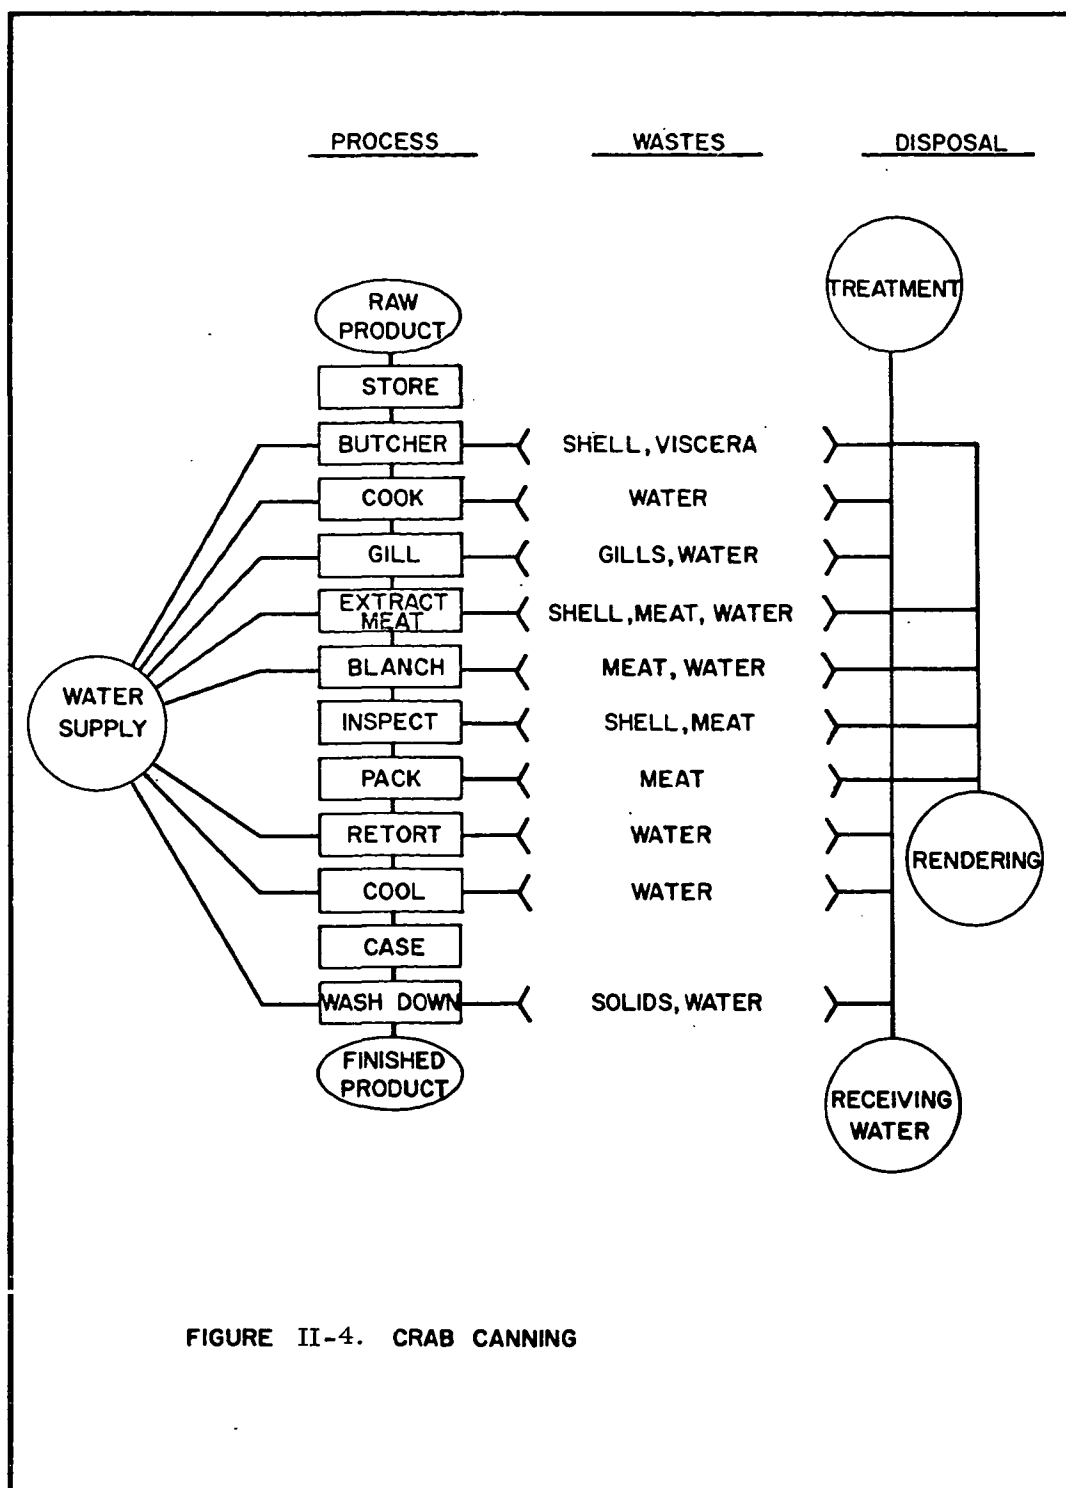 PROCESS WASTES DISPOSAL
TREATMENT
RAW
PRODUCT
STORE
BUTCHER SHELL, VISCERA
COOK WATER
GILL GILLS, WATER
EXTRACT
MEAT SHELL, MEAT, WATER
BLANCH MEAT, WATER
WATER
SUPPLY
INSPECT SHELL, MEAT
PACK MEAT
RETORT WATER
RENDERING
COOL WATER
CASE
WASH DOWN SOLIDS, WATER
FINISHED
PRODUCT
RECEIVING
WATER
FIGURE II-4. CRAB CANNING